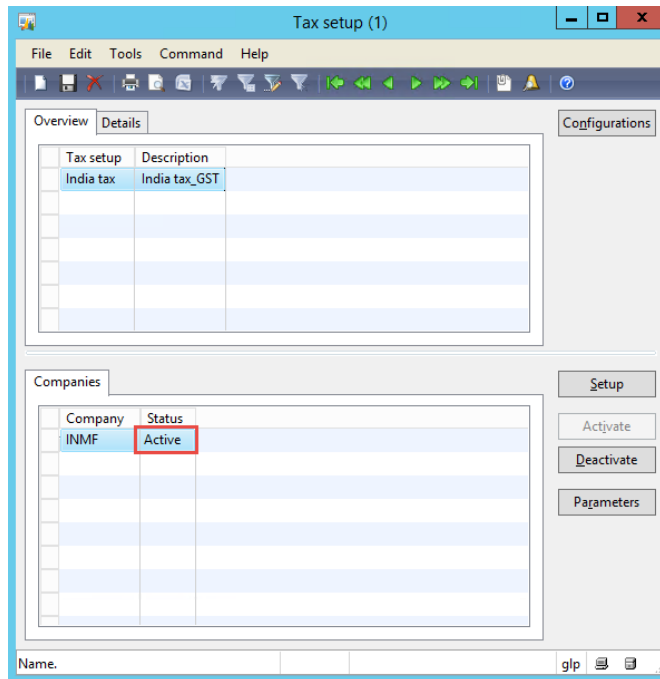 Tax setup (1)
File Edit Tools Command Help
Overview Details
Configurations
Tax setup Description
India tax India tax_GST
Companies
Setup
Company Status
Activate
INMF Active
Deactivate
Parameters
Name. glp